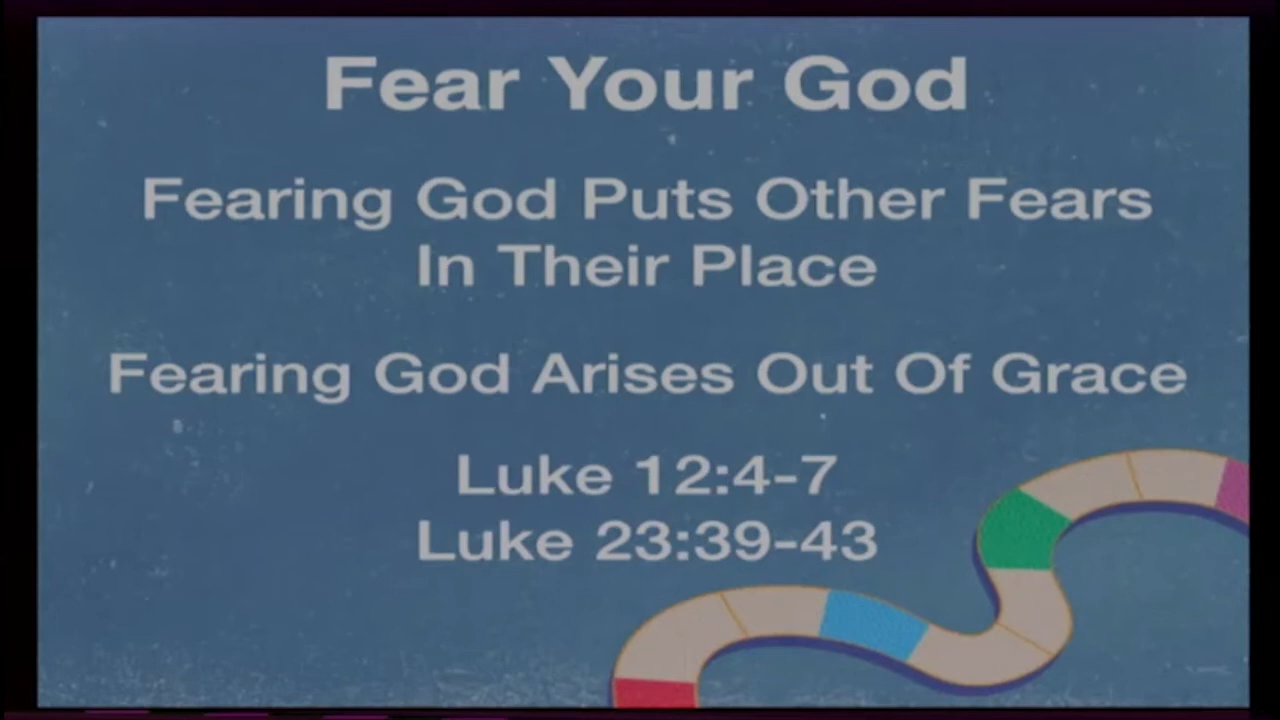 Fear Your God
Fearing God Puts Other Fears
In Their Place
Fearing God Arises Out Of Grace
Luke 12:4-7
Luke 23:39-43